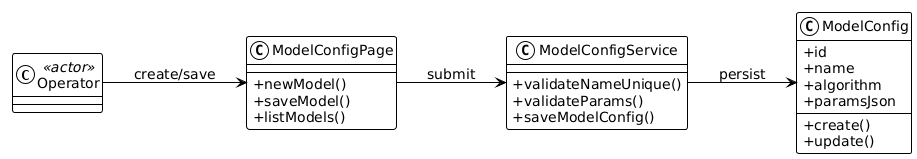 C «actor»
Operator
create/save
C ModelConfigPage
+newModel()
+saveModel()
+listModels()
submit
C ModelConfigService
+validateNameUnique()
+validateParams()
+saveModelConfig()
persist
C ModelConfig
+id
+name
+algorithm
+paramsJson
+create()
+update()